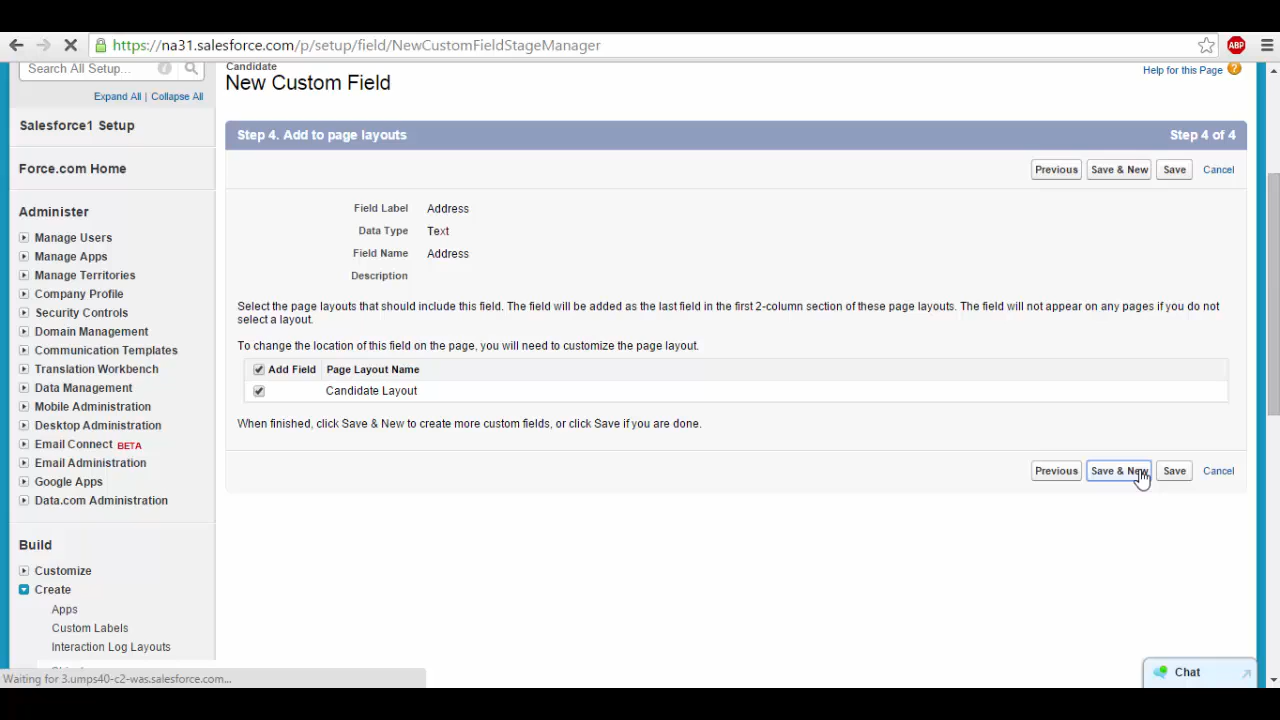 https://na31.salesforce.com/p/setup/field/NewCustomFieldStageManager
ABP
Search All Setup...
Expand All | Collapse All
Salesforce1 Setup
Force.com Home
Administer
Manage Users
Manage Apps
Manage Territories
Company Profile
Security Controls
Domain Management
Communication Templates
Translation Workbench
Data Management
Mobile Administration
Desktop Administration
Email Connect BETA
Email Administration
Google Apps
Data.com Administration
Build
Customize
Create
Apps
Custom Labels
Interaction Log Layouts
Waiting for 3.umps40-c2-was.salesforce.com...
Candidate
New Custom Field
Help for this Page ?
Step 4. Add to page layouts
Step 4 of 4
Previous Save & New Save Cancel
Field Label Address
Data Type Text
Field Name Address
Description
Select the page layouts that should include this field. The field will be added as the last field in the first 2-column section of these page layouts. The field will not appear on any pages if you do not
select a layout.
To change the location of this field on the page, you will need to customize the page layout.
Add Field Page Layout Name
Candidate Layout
When finished, click Save & New to create more custom fields, or click Save if you are done.
Previous Save & New Save Cancel
Chat